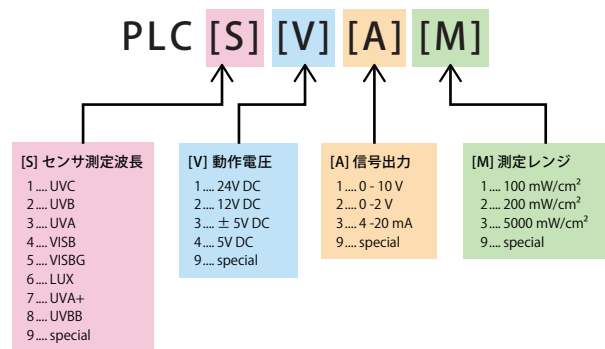 PLC [S] [V] [A] [M]
[S] センサ測定波長
1.... UVC
2.... UVB
3.... UVA
4.... VISB
5.... VISBG
6.... LUX
7.... UVA+
8.... UVBB
9.... special
[V] 動作電圧
1.... 24V DC
2.... 12V DC
3.... ± 5V DC
4.... 5V DC
9.... special
[A] 信号出力
1.... 0 - 10 V
2.... 0 -2 V
3.... 4 -20 mA
9.... special
[M] 測定レンジ
1.... 100 mW/cm²
2.... 200 mW/cm²
3.... 5000 mW/cm²
9.... special